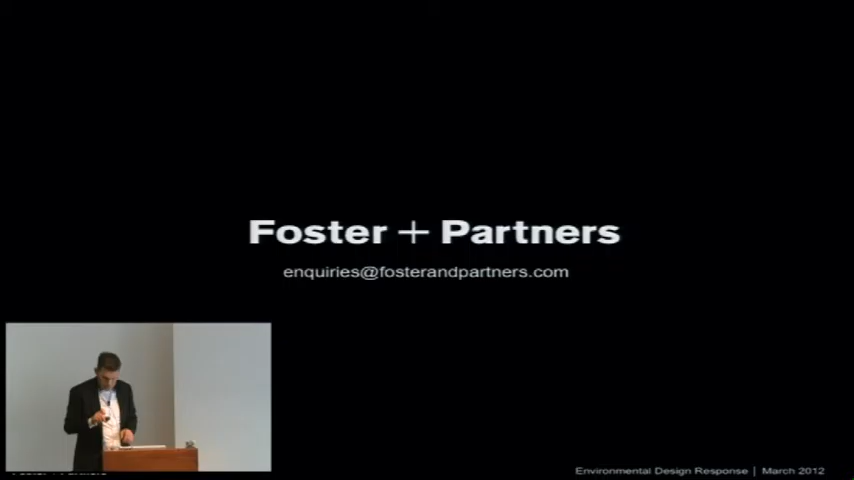 Foster + Partners
enquiries@fosterandpartners.com
Environmental Design Response | March 2012